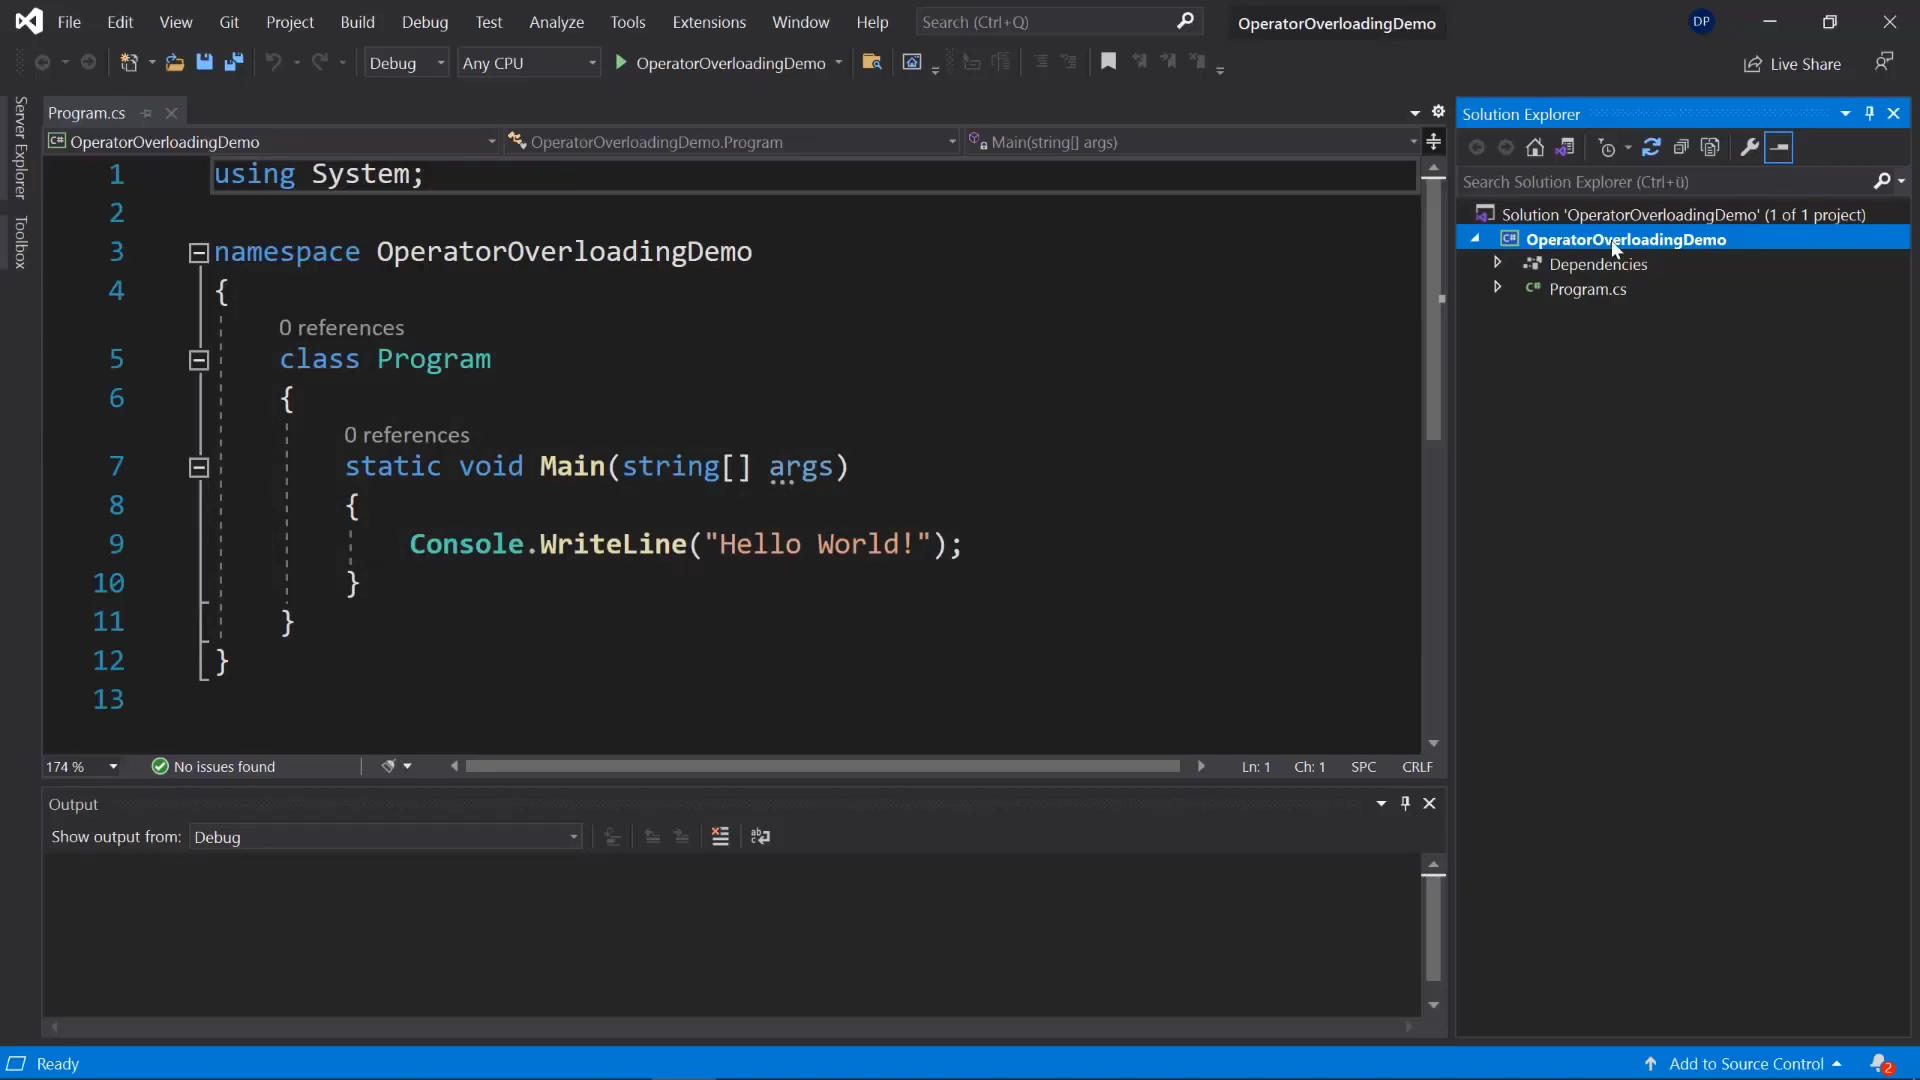 File Edit View Git Project Build Debug Test Analyze Tools Extensions Window Help Search (Ctrl+Q) OperatorOverloadingDemo DP
Debug Any CPU OperatorOverloadingDemo Live Share
Server Explorer
Toolbox
Program.cs
OperatorOverloadingDemo OperatorOverloadingDemo.Program Main(string[] args)
1 using System;
2
3 namespace OperatorOverloadingDemo
4 {
0 references
5 class Program
6 {
0 references
7 static void Main(string[] args)
8 {
9 Console.WriteLine("Hello World!");
10 }
11 }
12 }
13
174 % No issues found Ln: 1 Ch: 1 SPC CRLF
Output
Show output from: Debug
Solution Explorer
Search Solution Explorer (Ctrl+ü)
Solution 'OperatorOverloadingDemo' (1 of 1 project)
C# OperatorOverloadingDemo
Dependencies
C# Program.cs
Ready Add to Source Control 2